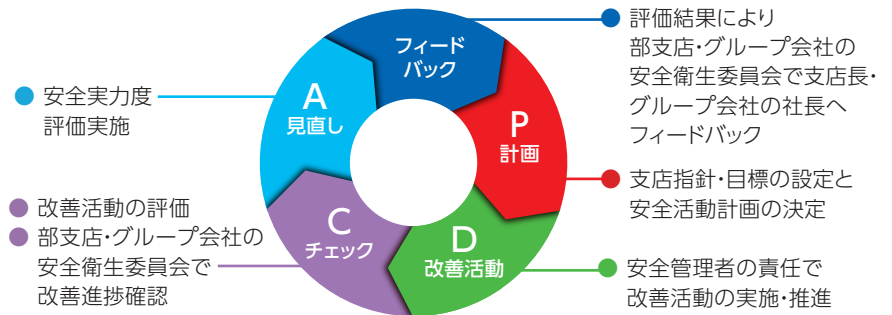 フィード
バック
P
計画
D
改善活動
C
チェック
A
見直し
● 評価結果により
部支店・グループ会社の
安全衛生委員会で支店長・
グループ会社の社長へ
フィードバック
● 支店指針・目標の設定と
安全活動計画の決定
● 安全管理者の責任で
改善活動の実施・推進
● 改善活動の評価
● 部支店・グループ会社の
安全衛生委員会で
改善進捗確認
● 安全実力度
評価実施